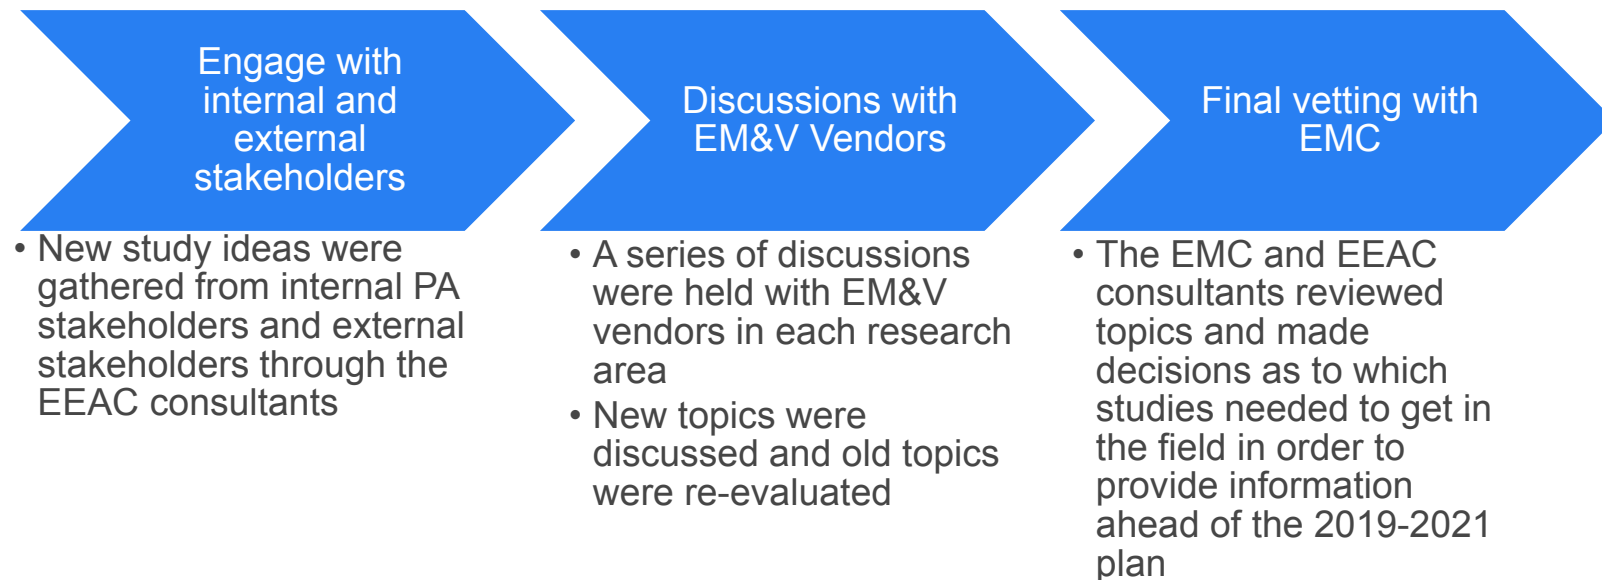 Engage with
internal and
external
stakeholders
• New study ideas were
gathered from internal PA
stakeholders and external
stakeholders through the
EEAC consultants
Discussions with
EM&V Vendors
• A series of discussions
were held with EM&V
vendors in each research
area
• New topics were
discussed and old topics
were re-evaluated
Final vetting with
EMC
• The EMC and EEAC
consultants reviewed
topics and made
decisions as to which
studies needed to get in
the field in order to
provide information
ahead of the 2019-2021
plan